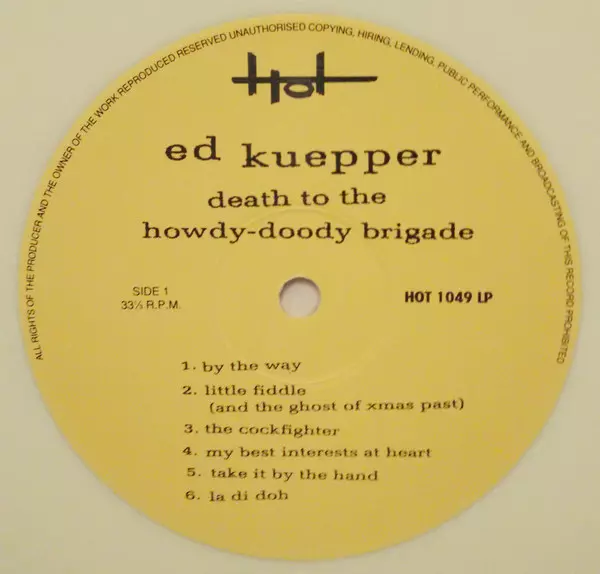 ALL RIGHTS OF THE PRODUCER AND THE OWNER OF THE WORK REPRODUCED RESERVED UNAUTHORISED COPYING, HIRING, LENDING, PUBLIC PERFORMANCE AND BROADCASTING OF THIS RECORD PROHIBITED
Hot
ed kuepper
death to the
howdy-doody brigade
SIDE 1
33⅓ R.P.M.
HOT 1049 LP
1. by the way
2. little fiddle
(and the ghost of xmas past)
3. the cockfighter
4. my best interests at heart
5. take it by the hand
6. la di doh